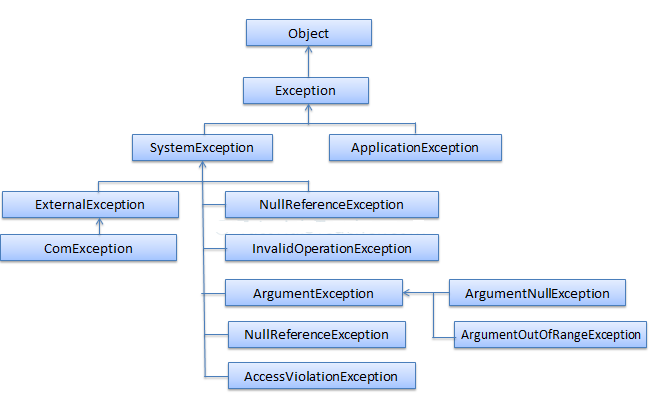 Object
Exception
SystemException
ApplicationException
ExternalException
NullReferenceException
ComException
InvalidOperationException
ArgumentException
ArgumentNullException
NullReferenceException
ArgumentOutOfRangeException
AccessViolationException